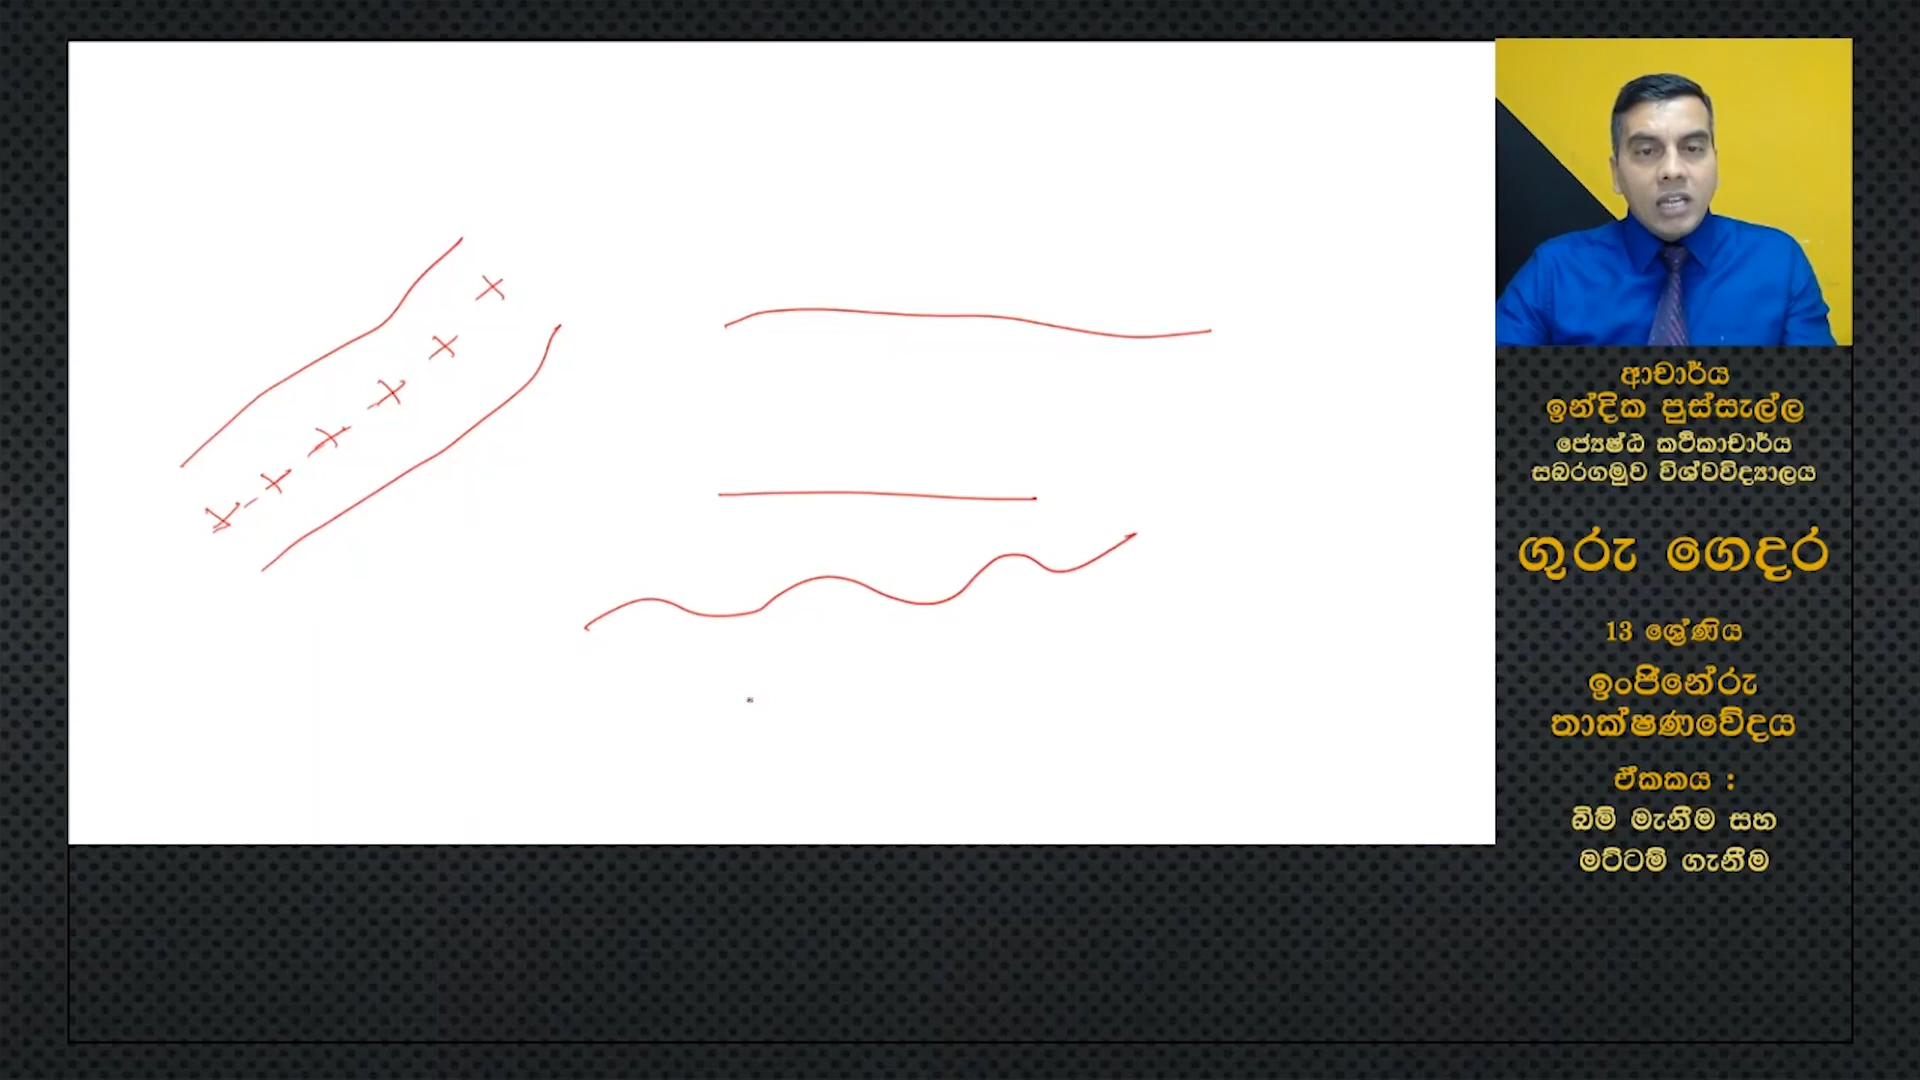 ආචාර්ය
ඉන්දික පුස්සැල්ල
ජ්‍යෙෂ්ඨ කථිකාචාර්ය
සබරගමුව විශ්වවිද්‍යාලය
ගුරු ගෙදර
13 ශ්‍රේණිය
ඉංජිනේරු
තාක්ෂණවේදය
ඒකකය :
බිම් මැනීම සහ
මට්ටම් ගැනීම